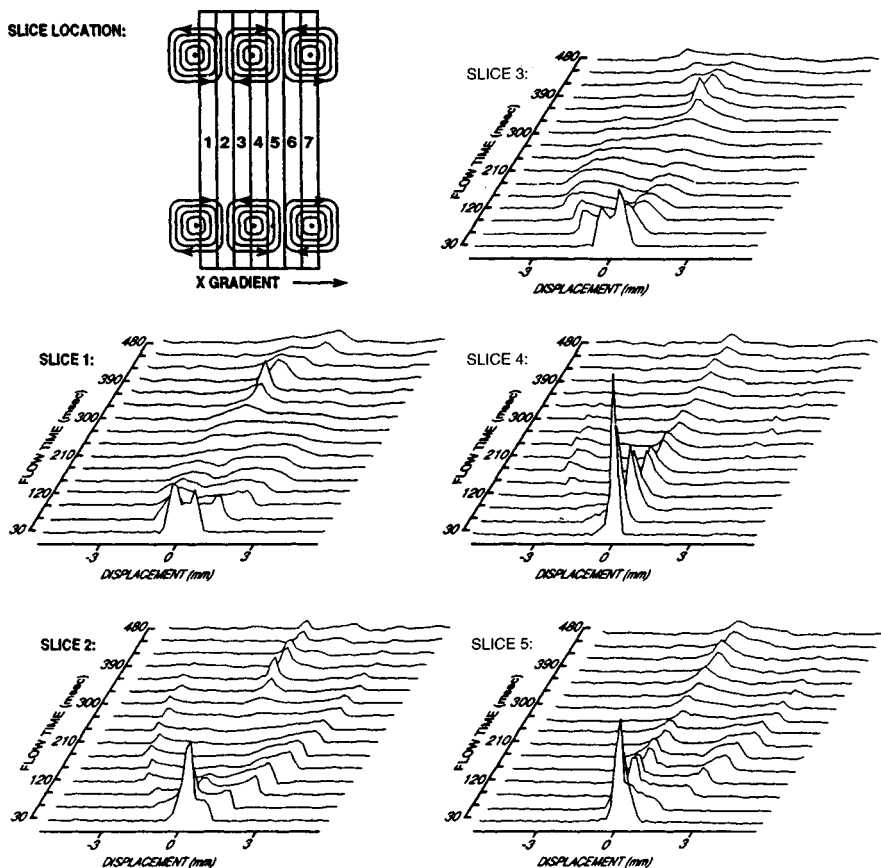 SLICE LOCATION:
1 2 3 4 5 6 7
X GRADIENT
SLICE 3:
480
390
300
210
120
30
FLOW TIME (msec)
-3 0 3
DISPLACEMENT (mm)
SLICE 1:
480
390
300
210
120
30
FLOW TIME (msec)
-3 0 3
DISPLACEMENT (mm)
SLICE 4:
480
390
300
210
120
30
FLOW TIME (msec)
-3 0 3
DISPLACEMENT (mm)
SLICE 2:
480
390
300
210
120
30
FLOW TIME (msec)
-3 0 3
DISPLACEMENT (mm)
SLICE 5:
480
390
300
210
120
30
FLOW TIME (msec)
-3 0 3
DISPLACEMENT (mm)